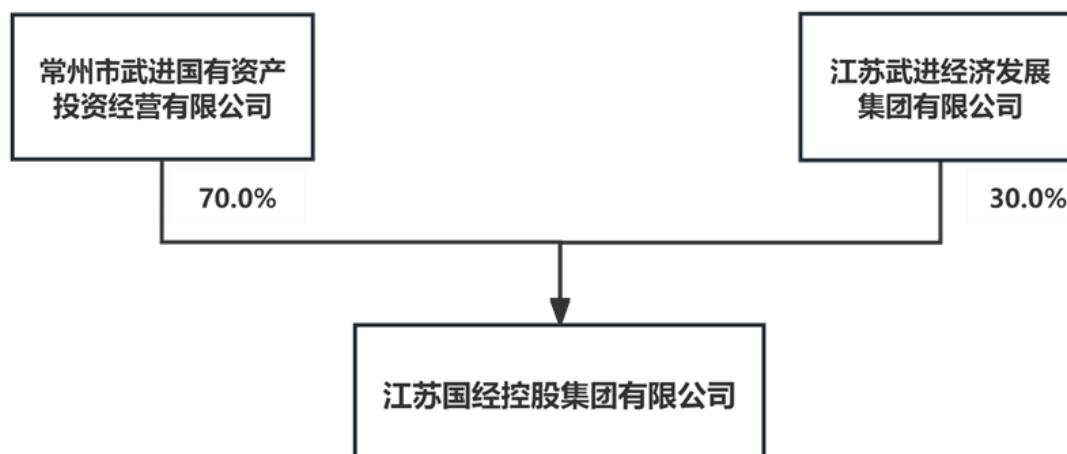 常州市武进国有资产
投资经营有限公司
江苏武进经济发展
集团有限公司
70.0%
30.0%
江苏国经控股集团有限公司